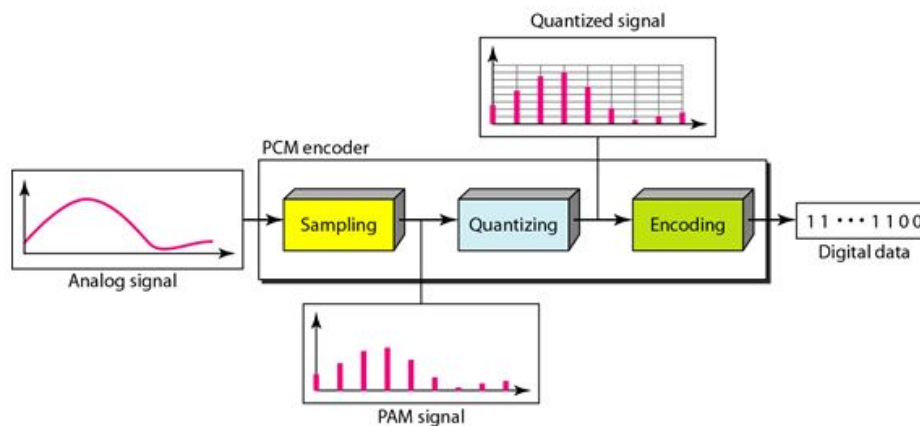 Quantized signal
PCM encoder
Sampling
Quantizing
Encoding
11 ••• 1100
Digital data
Analog signal
PAM signal